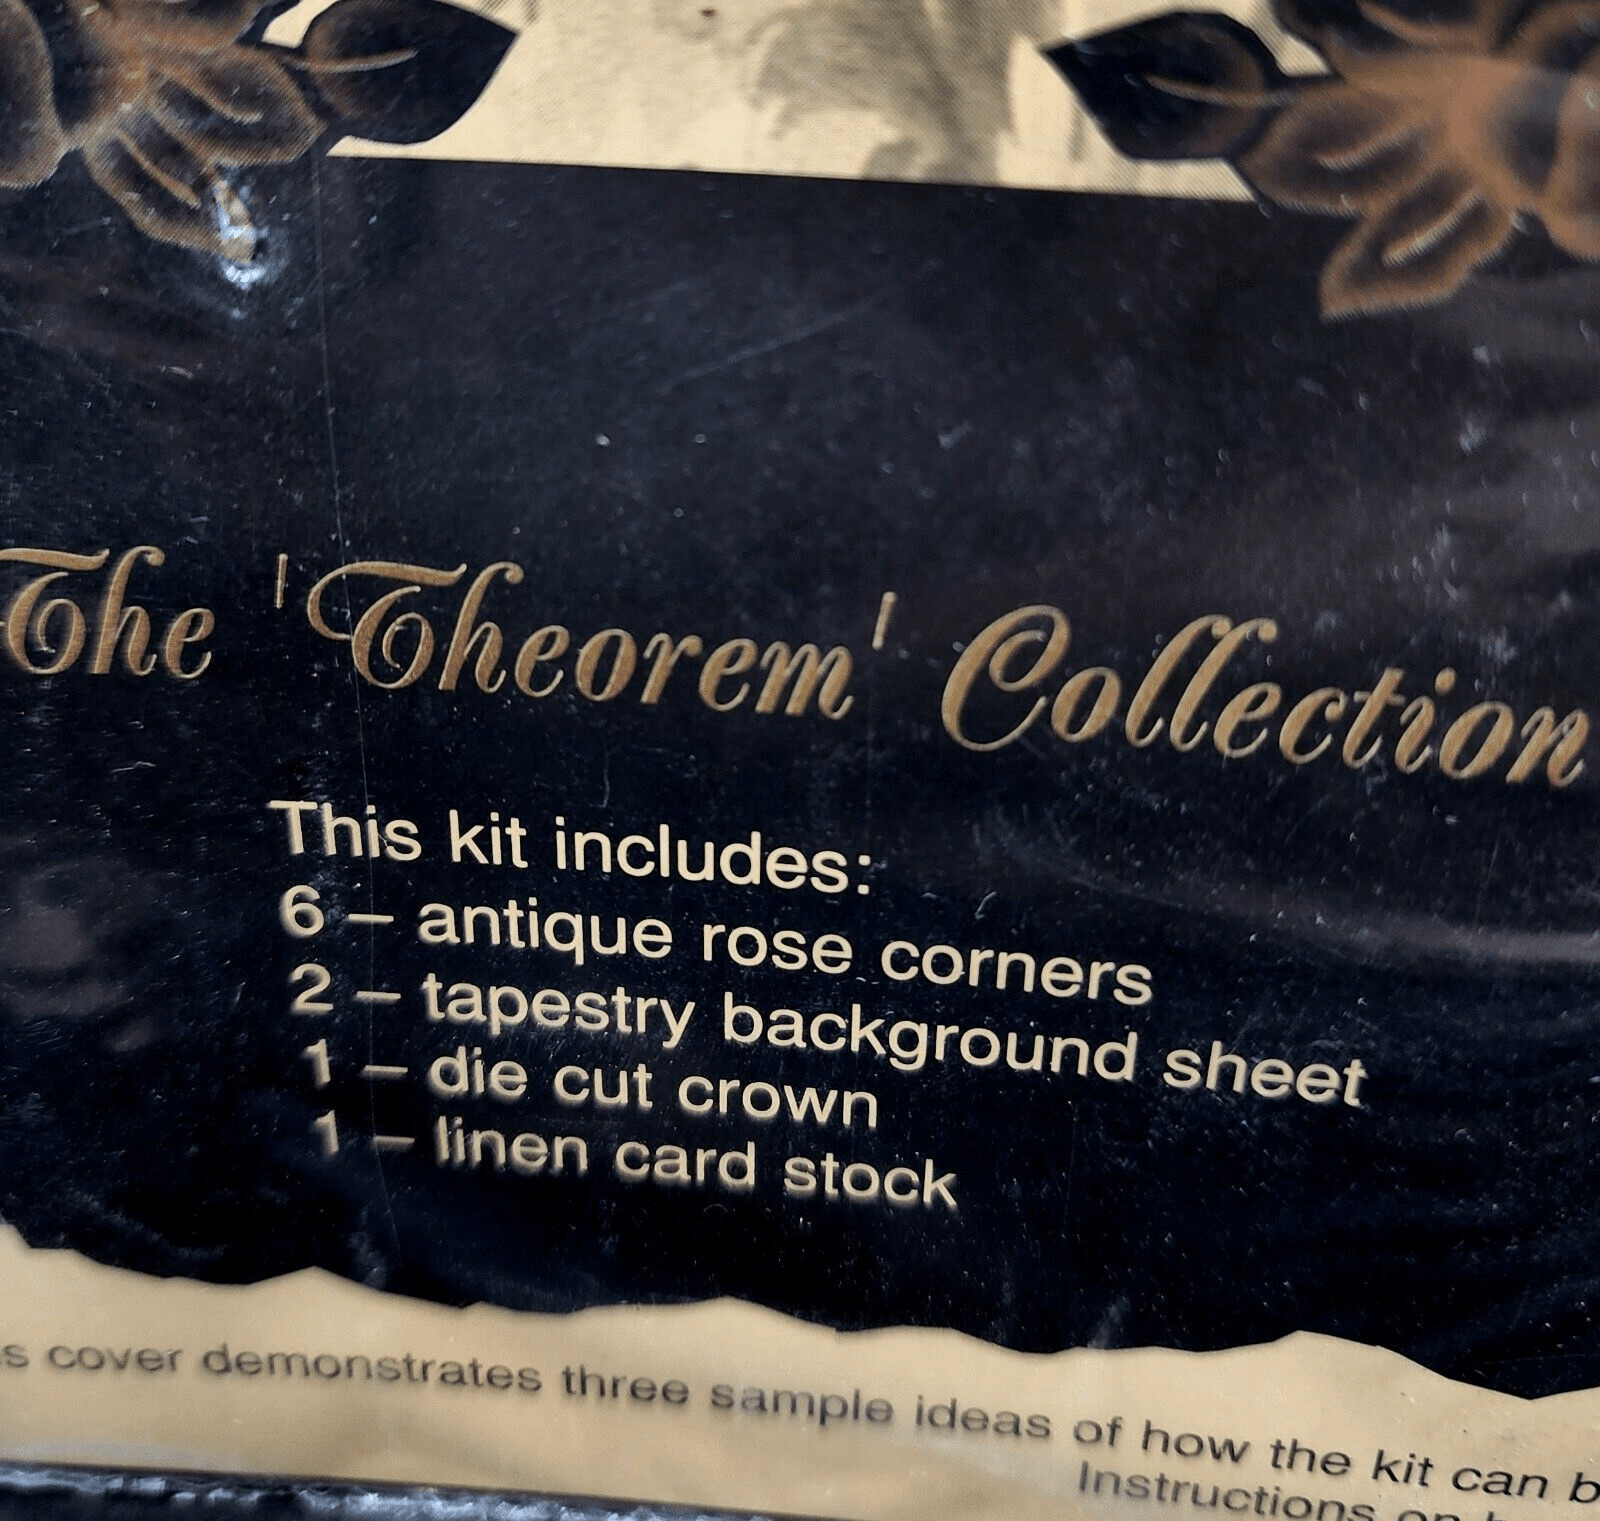 The 'Theorem' Collection
This kit includes:
6 – antique rose corners
2 – tapestry background sheet
1 – die cut crown
1 – linen card stock
cover demonstrates three sample ideas of how the kit can
Instructions on